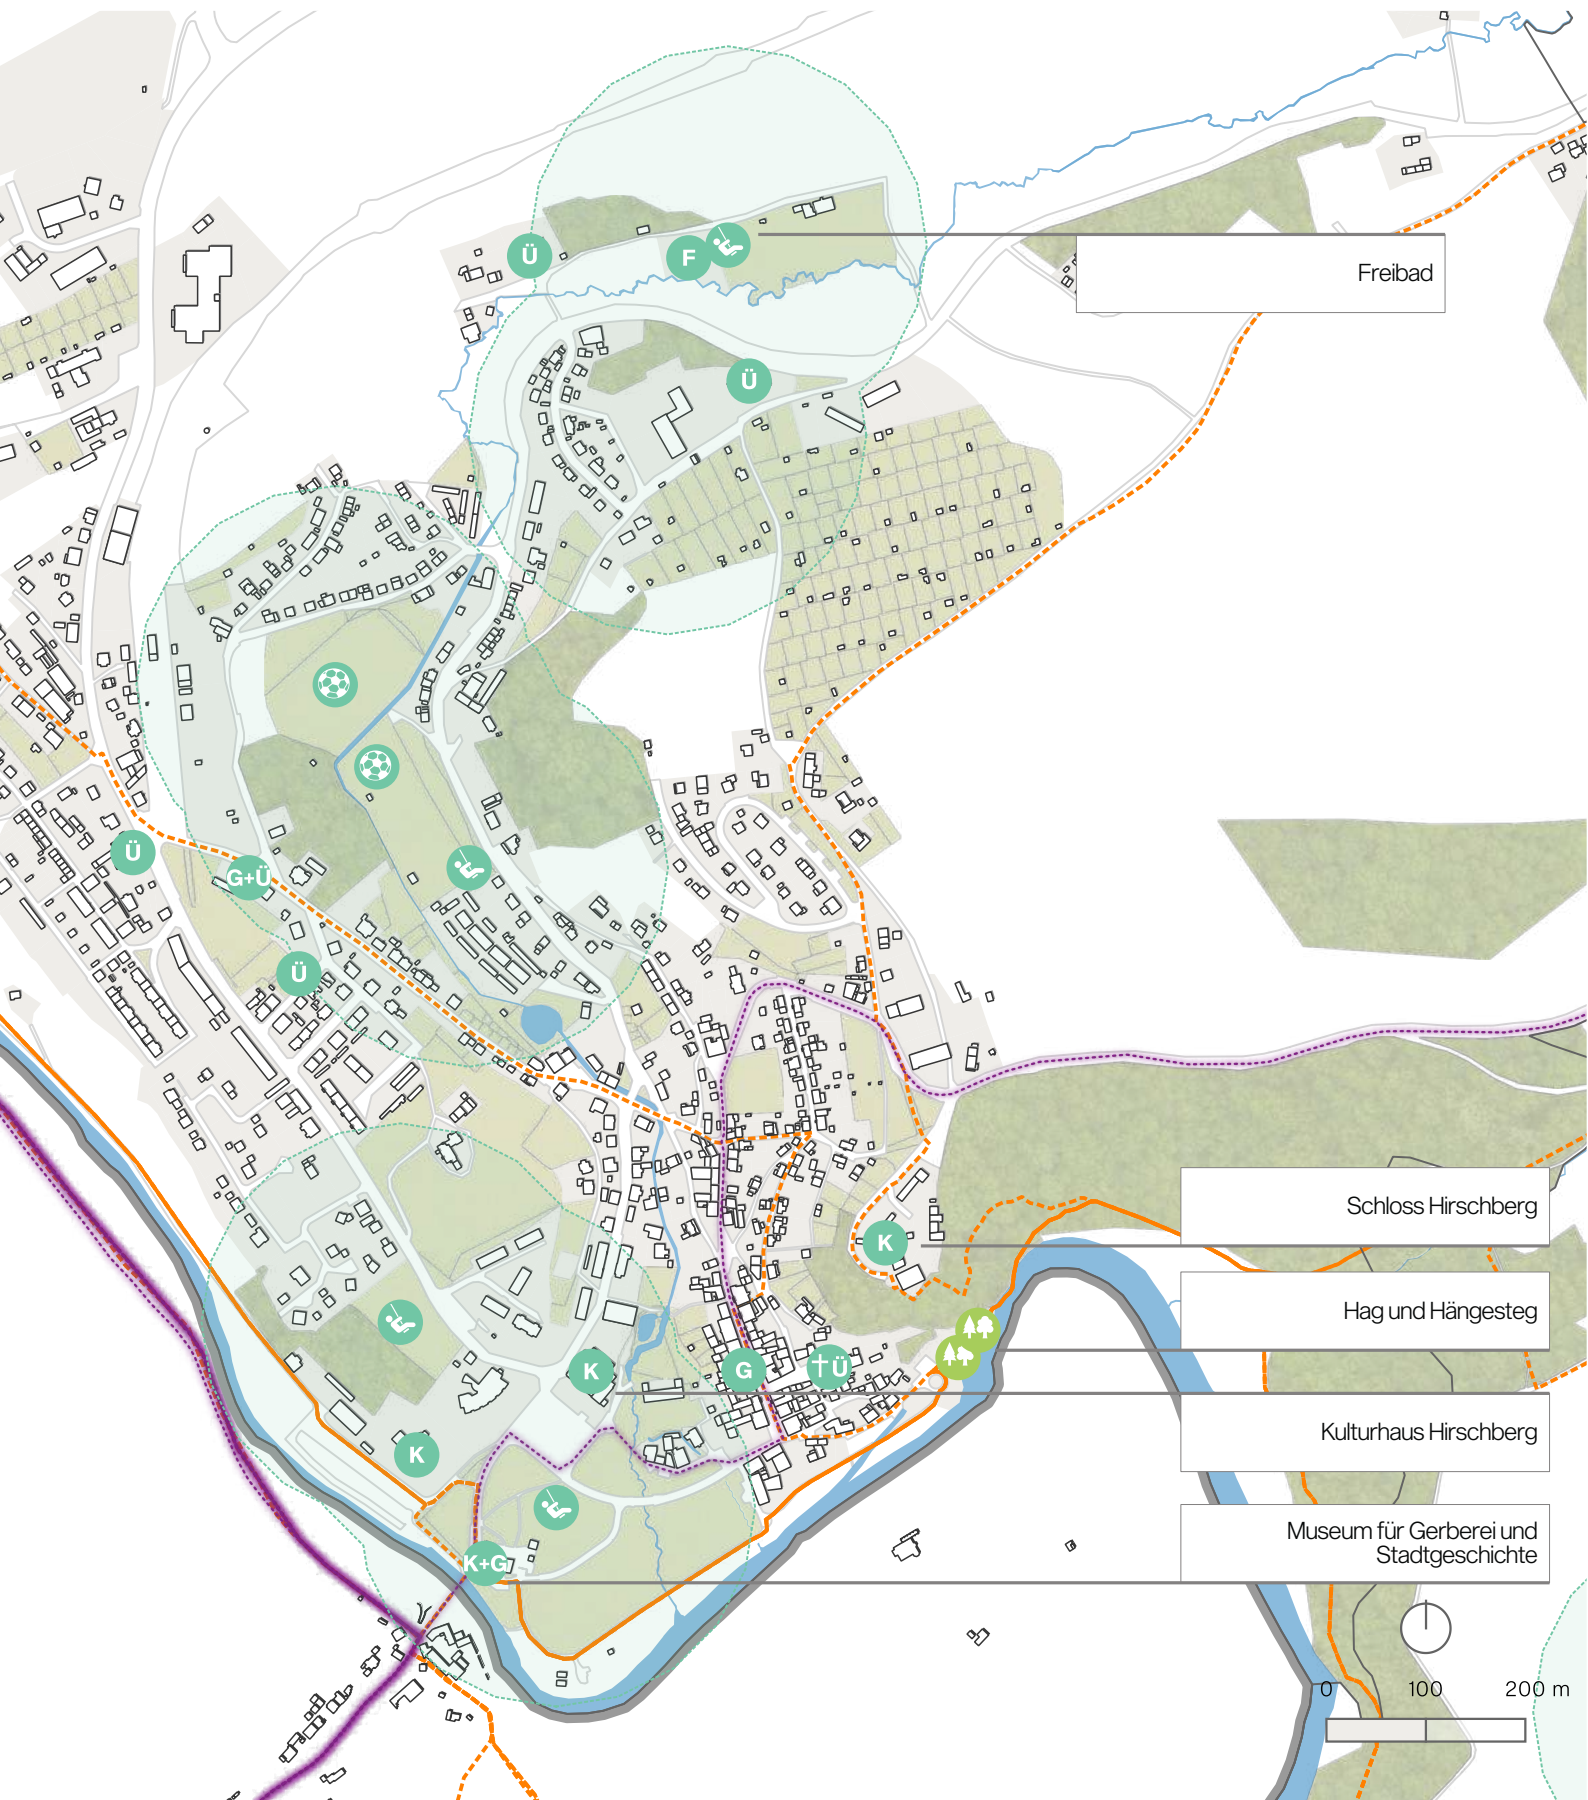 Ü
F
Freibad
Ü
Ü
G+Ü
Ü
K
Schloss Hirschberg
Hag und Hängesteg
K
G
Ü
Kulturhaus Hirschberg
K
Museum für Gerberei und
Stadtgeschichte
K+G
0 100 200 m